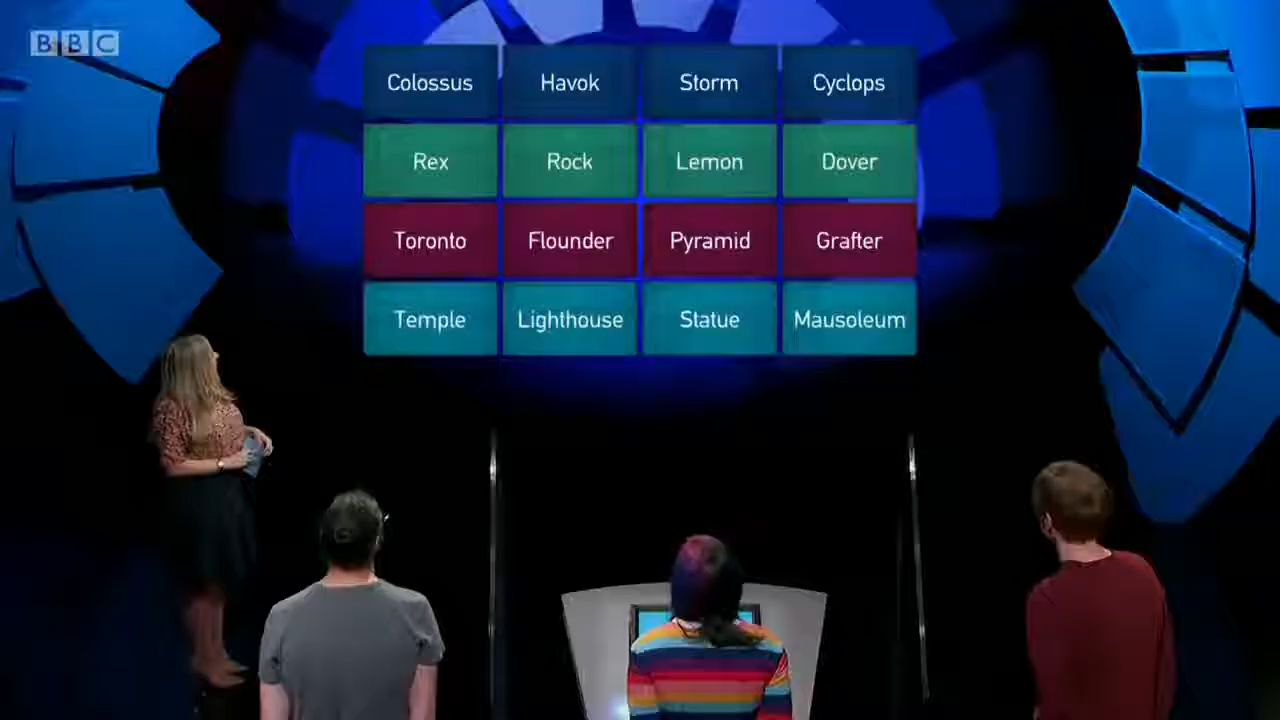 BBC
Colossus Havok Storm Cyclops
Rex Rock Lemon Dover
Toronto Flounder Pyramid Grafter
Temple Lighthouse Statue Mausoleum